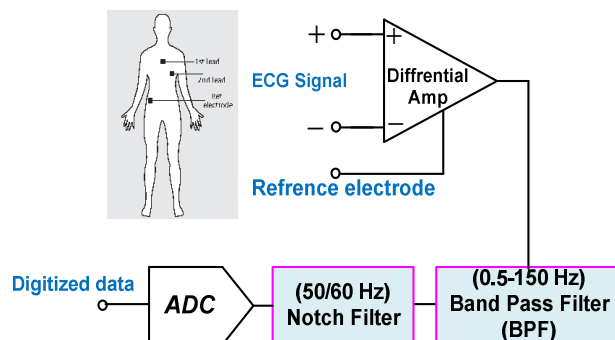 1st lead
2nd lead
Ref
electrode
+
ECG Signal
−
+
Diffrential
Amp
−
Refrence electrode
Digitized data
ADC
(50/60 Hz)
Notch Filter
(0.5-150 Hz)
Band Pass Filter
(BPF)